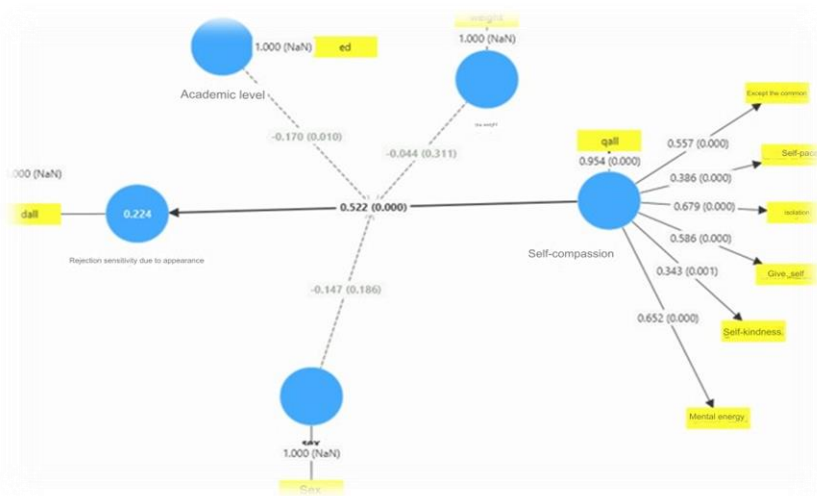 1.000 (NaN)
ed
weight
1.000 (NaN)
Academic level
-0.170 (0.010)
-0.044 (0.311)
qall
0.954 (0.000)
Except the common
0.557 (0.000)
Self-pac
0.386 (0.000)
0.679 (0.000)
Isolation
.000 (NaN)
dall
0.224
0.522 (0.000)
0.586 (0.000)
Self-compassion
Rejection sensitivity due to appearance
Give_self
0.343 (0.001)
-0.147 (0.186)
0.652 (0.000)
Self-kindness.
Mental energy
sex
1.000 (NaN)
Sex